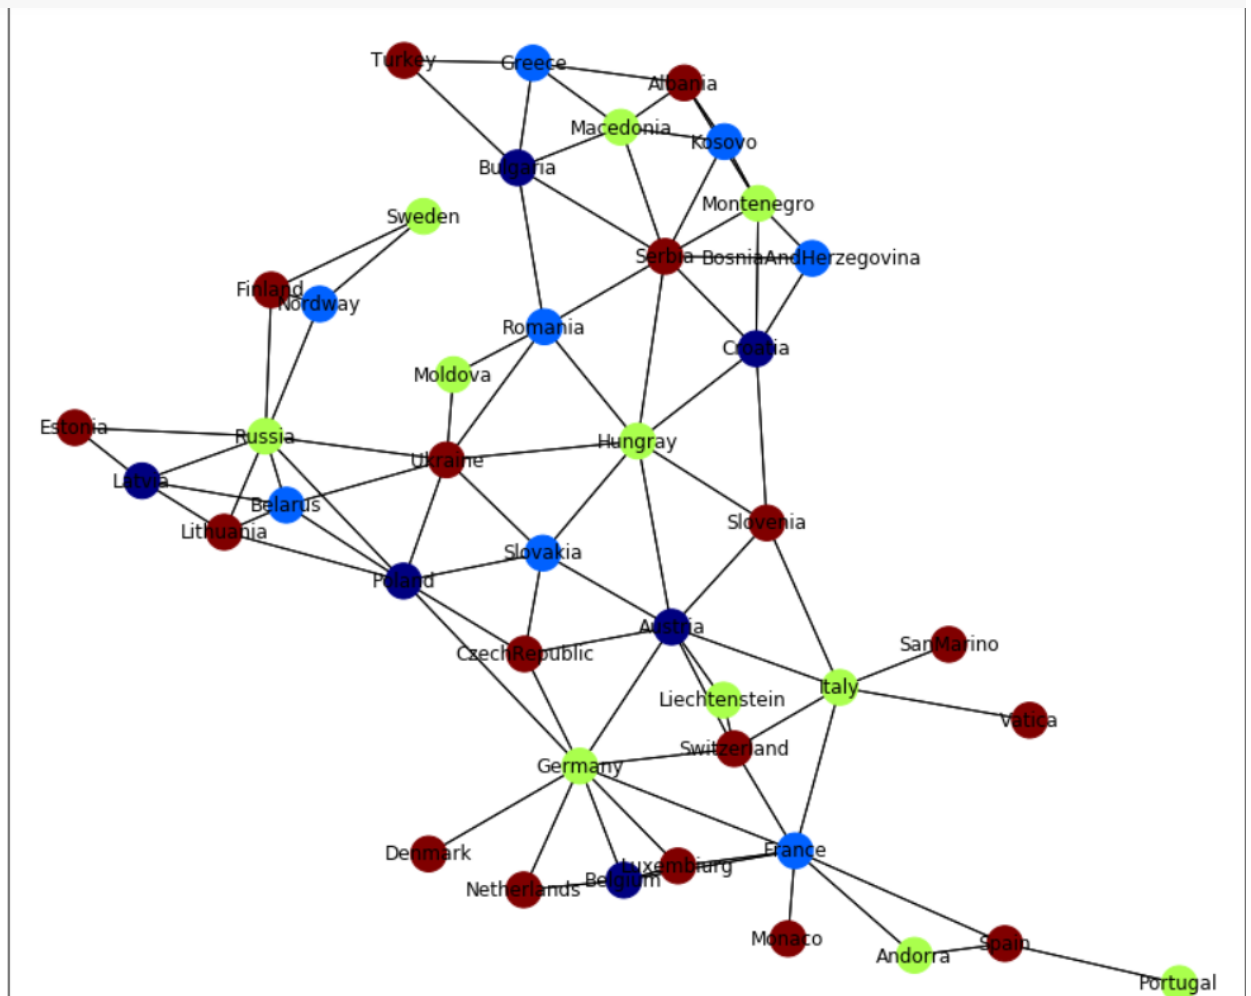 Turkey
Greece
Albania
Macedonia
Kosovo
Bulgaria
Montenegro
Sweden
Serbia
BosniaAndHerzegovina
Finland
Nordway
Romania
Croatia
Moldova
Estonia
Russia
Hungray
Ukraine
Latvia
Belarus
Slovenia
Lithuania
Slovakia
Poland
Austria
CzechRepublic
SanMarino
Italy
Liechtenstein
Vatica
Switzerland
Germany
Denmark
France
Luxembiurg
Belgium
Netherlands
Monaco
Spain
Andorra
Portugal